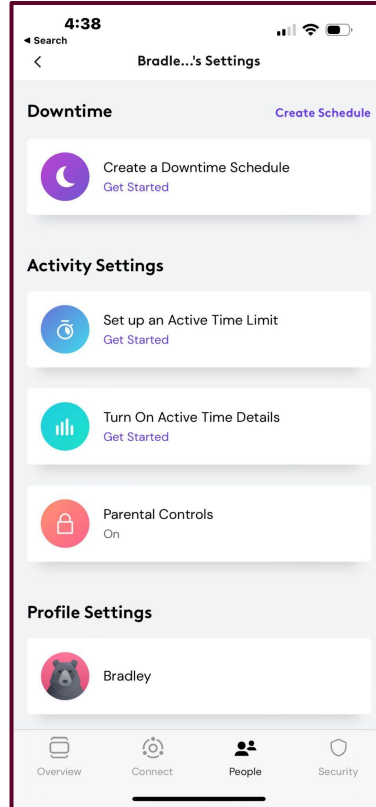 4:38
◀ Search
Bradle...'s Settings
Downtime
Create Schedule
Create a Downtime Schedule
Get Started
Activity Settings
Set up an Active Time Limit
Get Started
Turn On Active Time Details
Get Started
Parental Controls
On
Profile Settings
Bradley
Overview Connect People Security